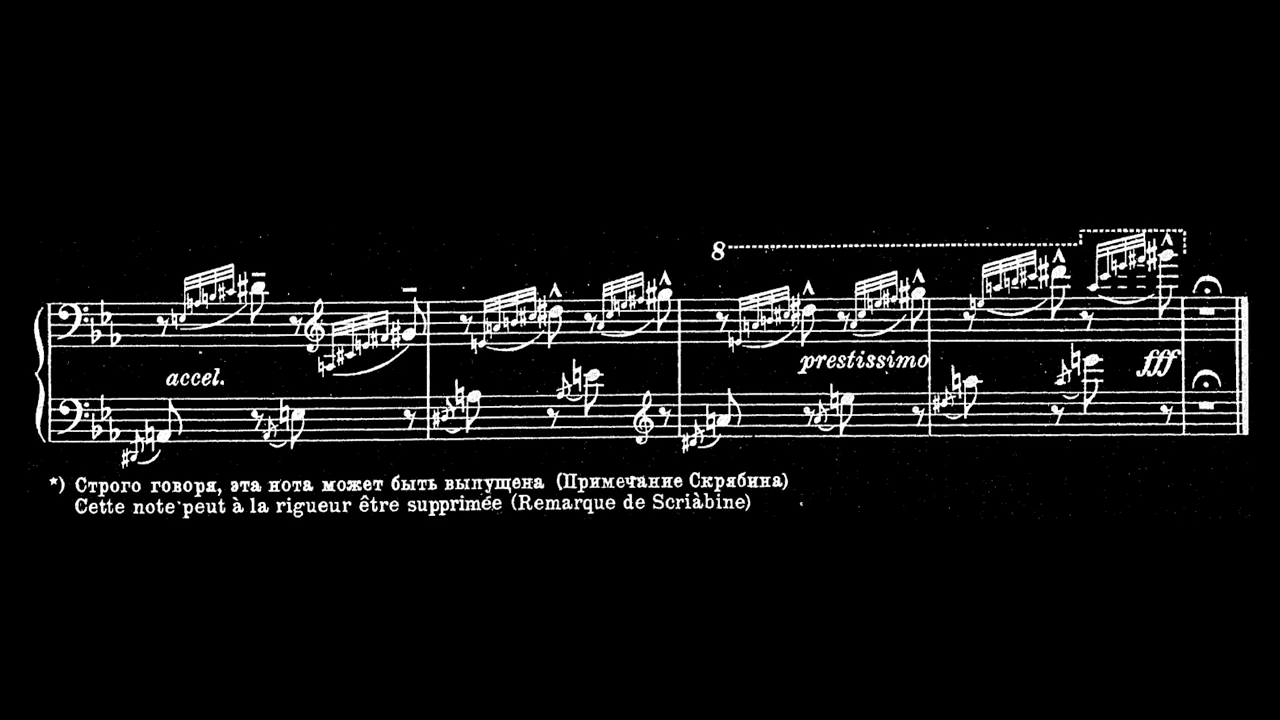 8
prestissimo
accel.
fff
*) Строго говоря, эта нота может быть выпущена (Примечание Скрябина)
Cette note peut à la rigueur être supprimée (Remarque de Scriàbine)